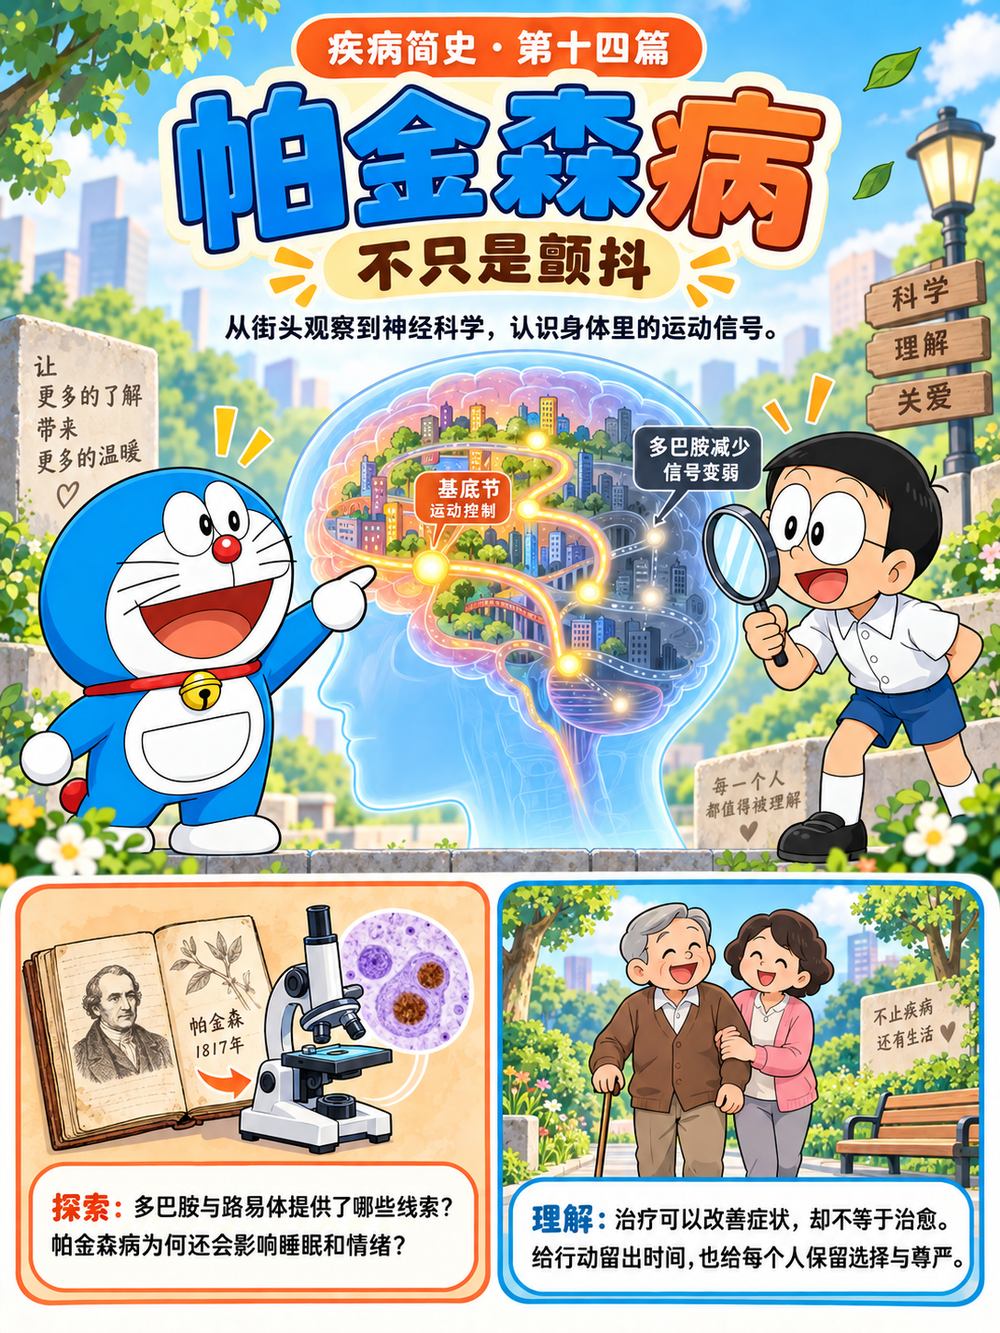 疾病简史·第十四篇
帕金森病
不只是颤抖
从街头观察到神经科学，认识身体里的运动信号。
让
更多的了解
带来
更多的温暖
科学
理解
关爱
基底节
运动控制
多巴胺减少
信号变弱
每一个人
都值得被理解
帕金森
1817年
不止疾病
还有生活
探索：多巴胺与路易体提供了哪些线索？
帕金森病为何还会影响睡眠和情绪？
理解：治疗可以改善症状，却不等于治愈。
给行动留出时间，也给每个人保留选择与尊严。